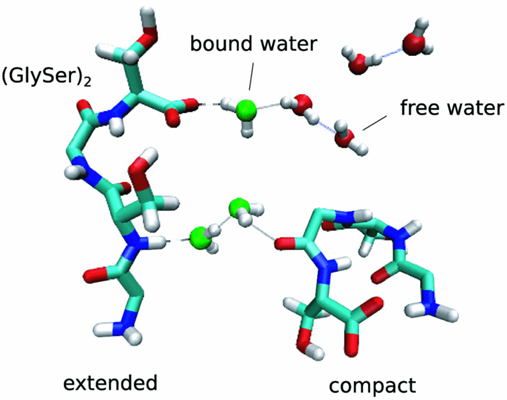 bound water
(GlySer)₂
free water
extended
compact